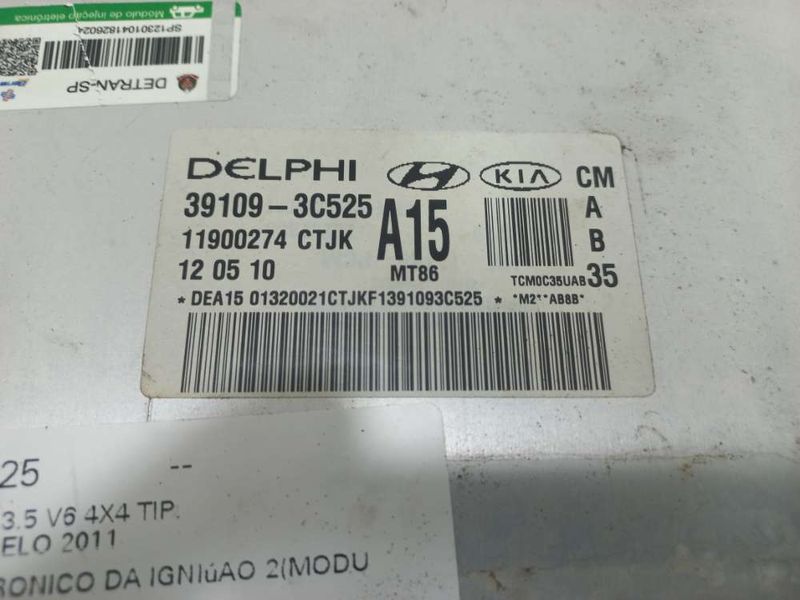 Módulo de injeção eletrônica
SP12301041826024
DETRAN-SP
DELPHI KIA CM
39109-3C525 A15 A
11900274 CTJK B
12 05 10 MT86 TCM0C35UAB 35
* DEA15 01320021CTJKF1391093C525 * *M2**AB8B*
25 --
3.5 V6 4X4 TIP.
ELO 2011
RONICO DA IGNIúAO 2(MODU